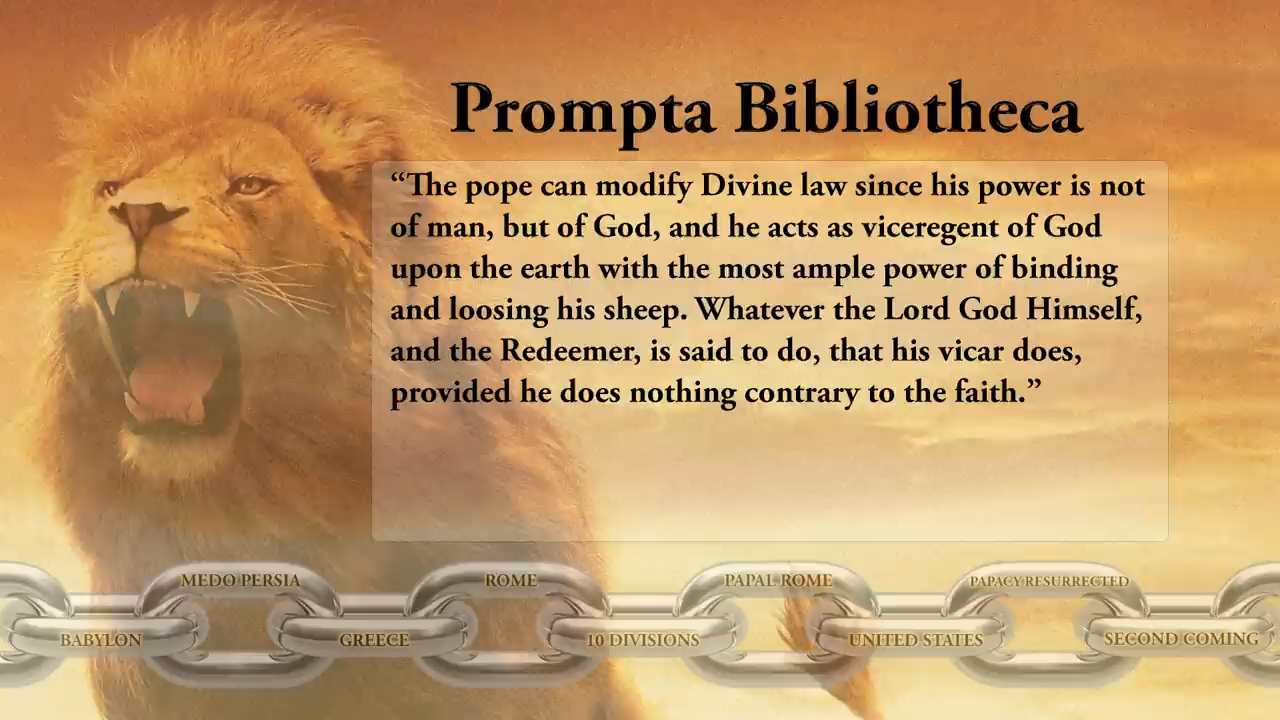 Prompta Bibliotheca
“The pope can modify Divine law since his power is not
of man, but of God, and he acts as viceregent of God
upon the earth with the most ample power of binding
and loosing his sheep. Whatever the Lord God Himself,
and the Redeemer, is said to do, that his vicar does,
provided he does nothing contrary to the faith.”
MEDO PERSIA
ROME
PAPAL ROME
PAPACY RESURRECTED
BABYLON
GREECE
10 DIVISIONS
UNITED STATES
SECOND COMING